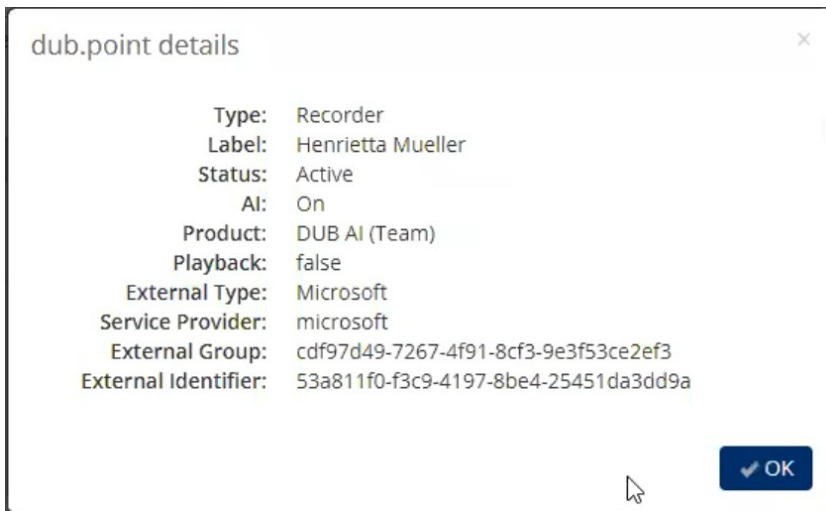 dub.point details
×
Type: Recorder
Label: Henrietta Mueller
Status: Active
AI: On
Product: DUB AI (Team)
Playback: false
External Type: Microsoft
Service Provider: microsoft
External Group: cdf97d49-7267-4f91-8cf3-9e3f53ce2ef3
External Identifier: 53a811f0-f3c9-4197-8be4-25451da3dd9a
OK